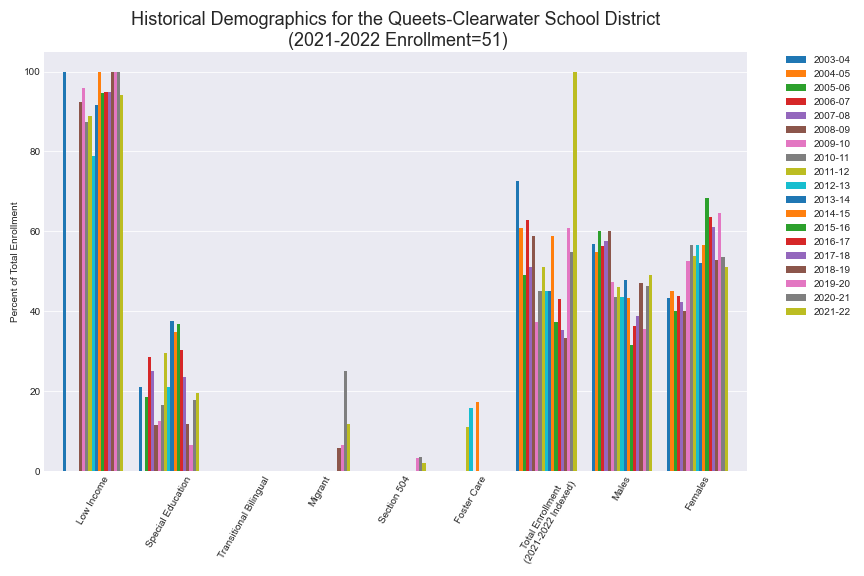 Historical Demographics for the Queets-Clearwater School District
(2021-2022 Enrollment=51)
Percent of Total Enrollment
100
80
60
40
20
0
Low Income
Special Education
Transitional Bilingual
Migrant
Section 504
Foster Care
Total Enrollment
(2021-2022 Indexed)
Males
Females
2003-04
2004-05
2005-06
2006-07
2007-08
2008-09
2009-10
2010-11
2011-12
2012-13
2013-14
2014-15
2015-16
2016-17
2017-18
2018-19
2019-20
2020-21
2021-22